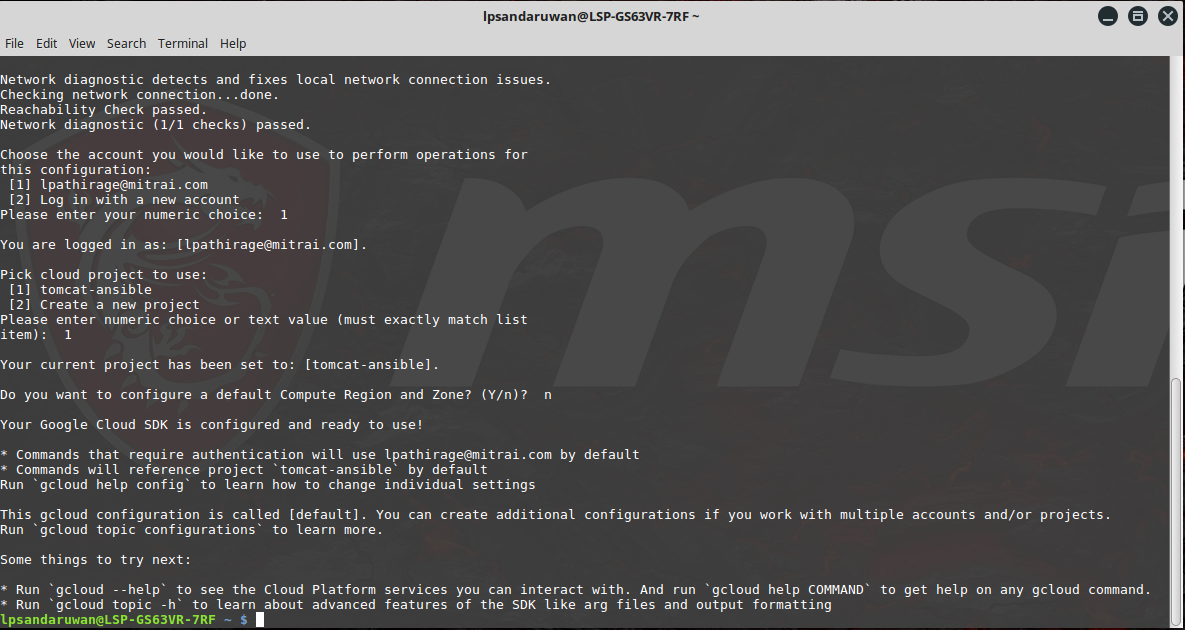 lpsandaruwan@LSP-GS63VR-7RF ~
File Edit View Search Terminal Help
Network diagnostic detects and fixes local network connection issues.
Checking network connection...done.
Reachability Check passed.
Network diagnostic (1/1 checks) passed.
Choose the account you would like to use to perform operations for
this configuration:
[1] lpathirage@mitrai.com
[2] Log in with a new account
Please enter your numeric choice:  1
You are logged in as: [lpathirage@mitrai.com].
Pick cloud project to use:
[1] tomcat-ansible
[2] Create a new project
Please enter numeric choice or text value (must exactly match list
item):  1
Your current project has been set to: [tomcat-ansible].
Do you want to configure a default Compute Region and Zone? (Y/n)?  n
Your Google Cloud SDK is configured and ready to use!
* Commands that require authentication will use lpathirage@mitrai.com by default
* Commands will reference project `tomcat-ansible` by default
Run `gcloud help config` to learn how to change individual settings
This gcloud configuration is called [default]. You can create additional configurations if you work with multiple accounts and/or projects.
Run `gcloud topic configurations` to learn more.
Some things to try next:
* Run `gcloud --help` to see the Cloud Platform services you can interact with. And run `gcloud help COMMAND` to get help on any gcloud command.
* Run `gcloud topic -h` to learn about advanced features of the SDK like arg files and output formatting
lpsandaruwan@LSP-GS63VR-7RF ~ $
msi